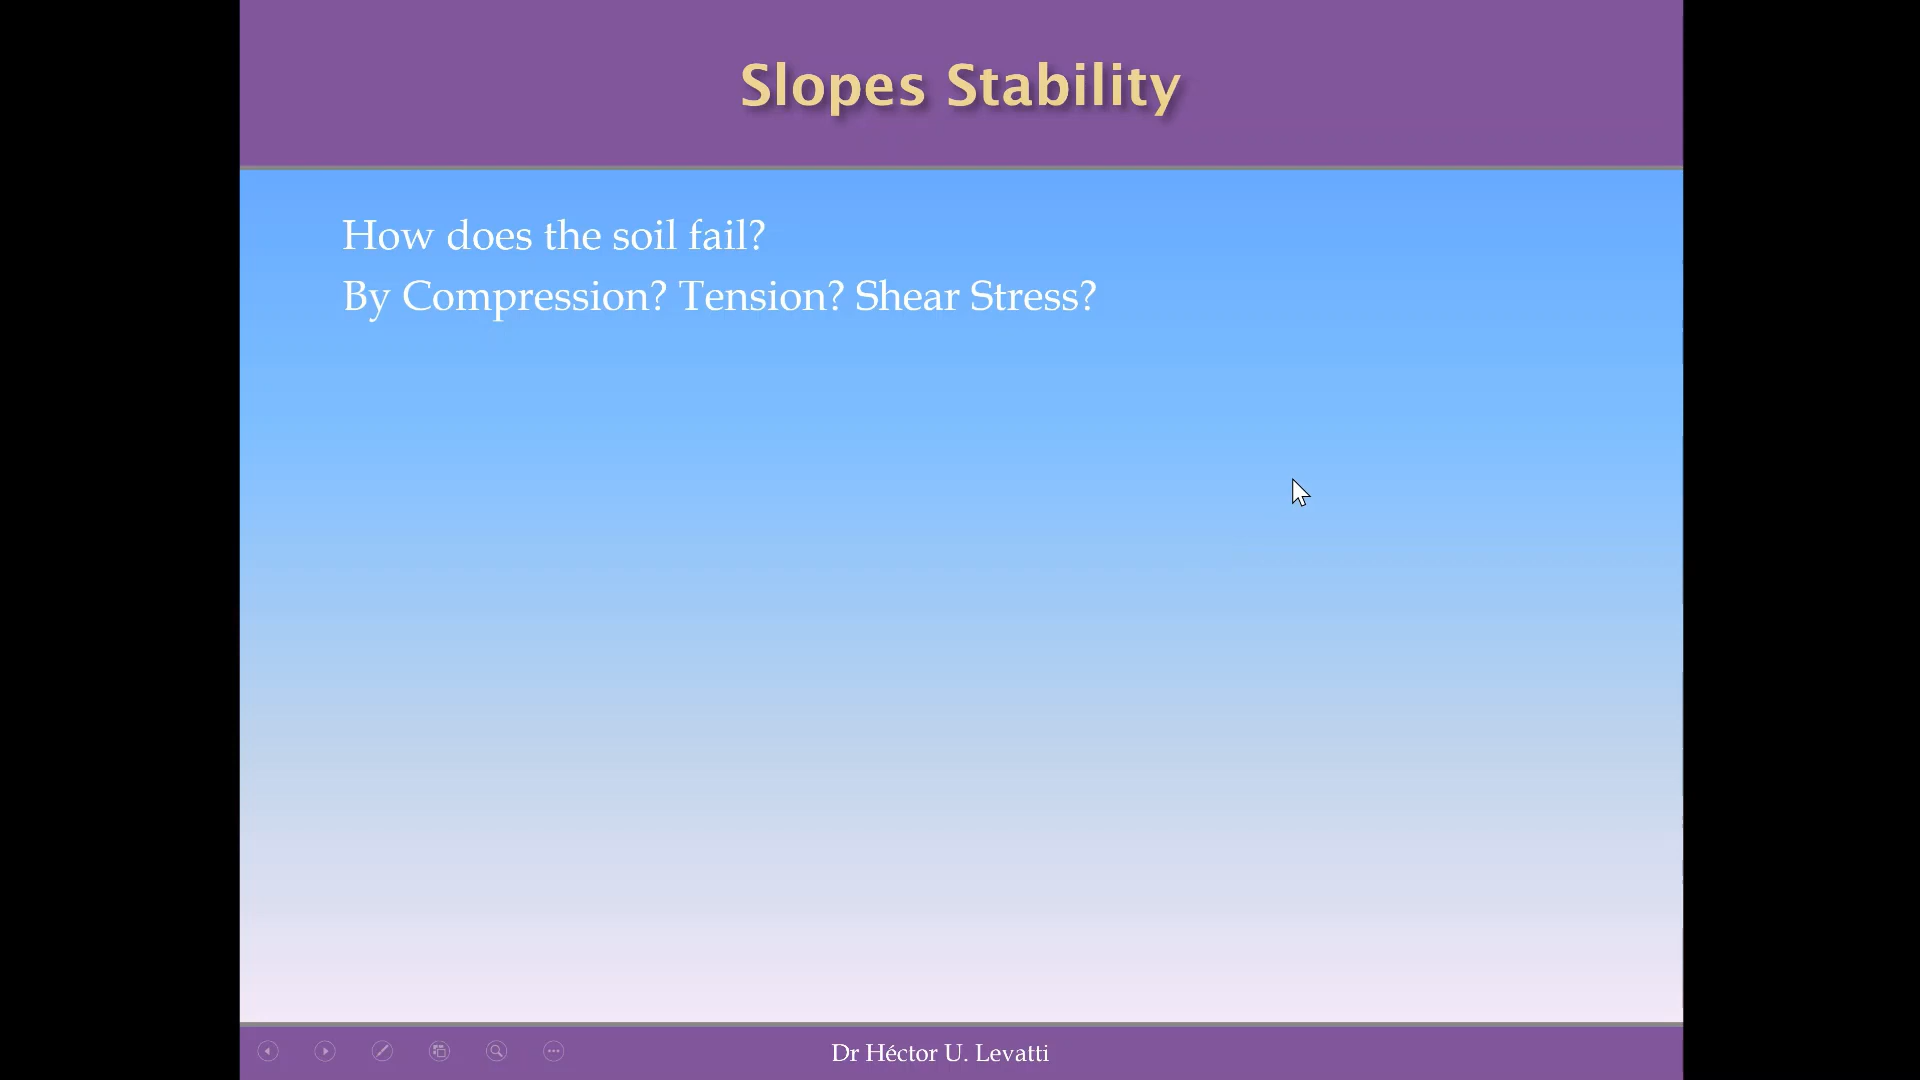 Slopes Stability
How does the soil fail?
By Compression? Tension? Shear Stress?
Dr Héctor U. Levatti